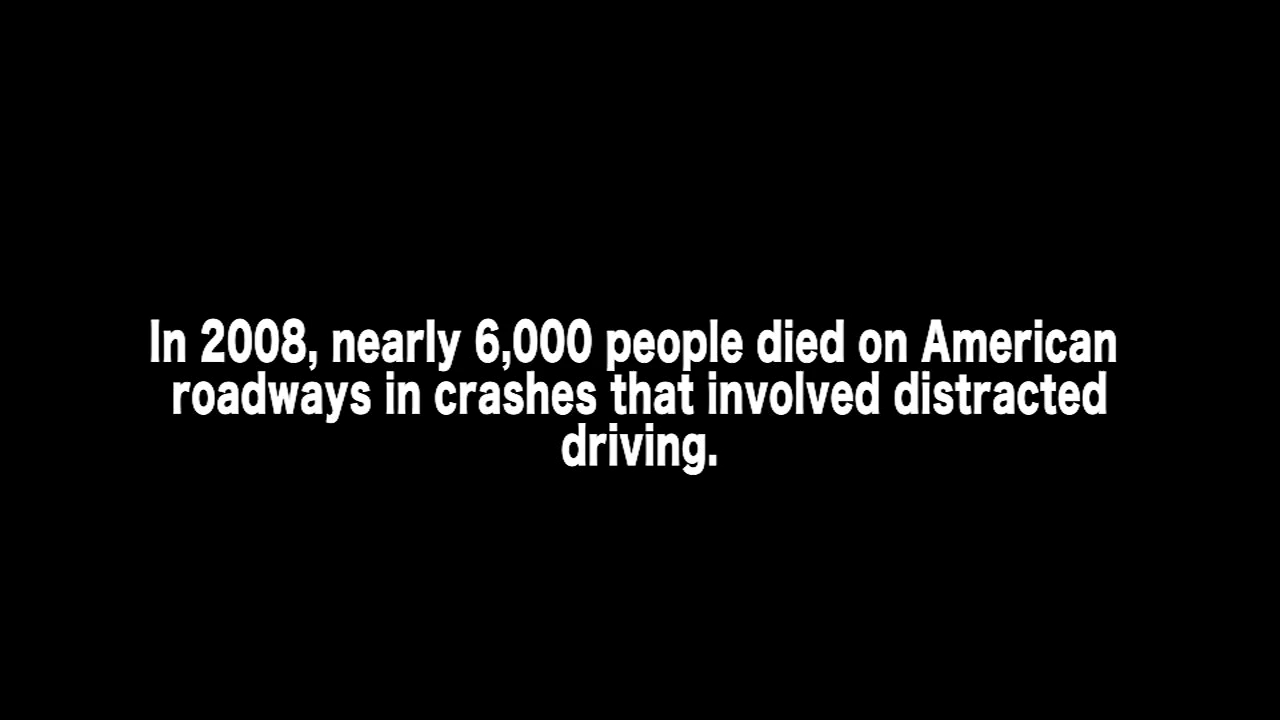 In 2008, nearly 6,000 people died on American
roadways in crashes that involved distracted
driving.